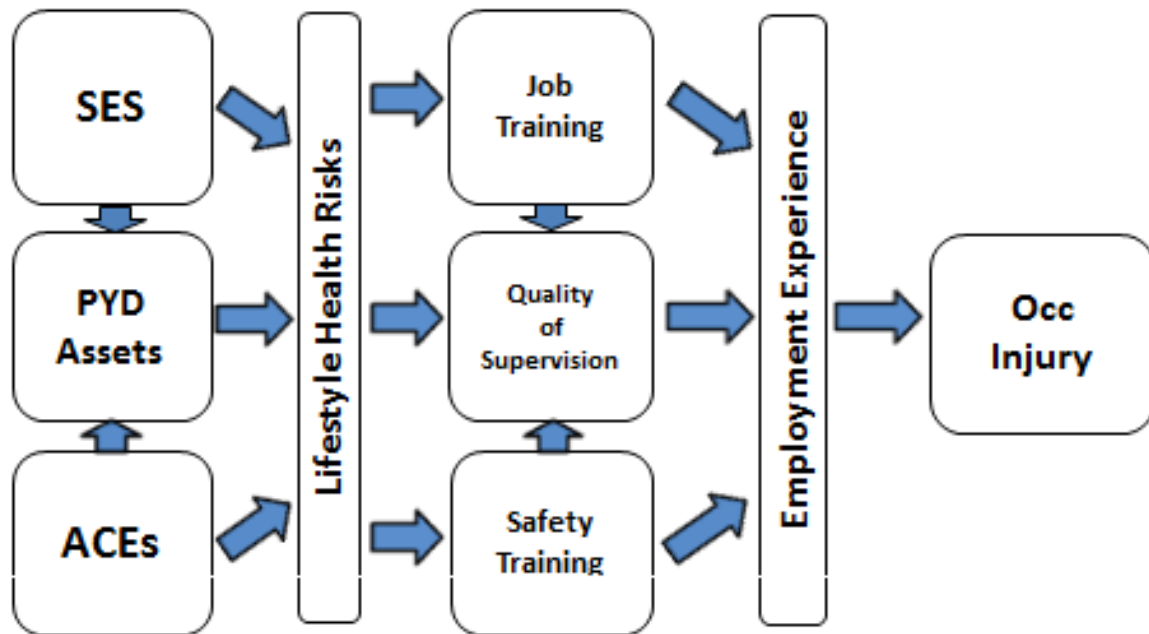 SES
PYD
Assets
ACEs
Lifestyle Health Risks
Job
Training
Quality
of
Supervision
Safety
Training
Employment Experience
Occ
Injury